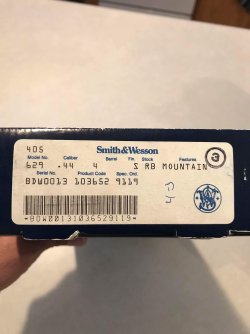 405
Smith&Wesson
Model No. Caliber Barrel Fin. Stock Features
629 .44 4 S RB MOUNTAIN 3
Serial No. Product Code Spec. Ord.
BDW0013 103652 9119
*BDW00131036529119*